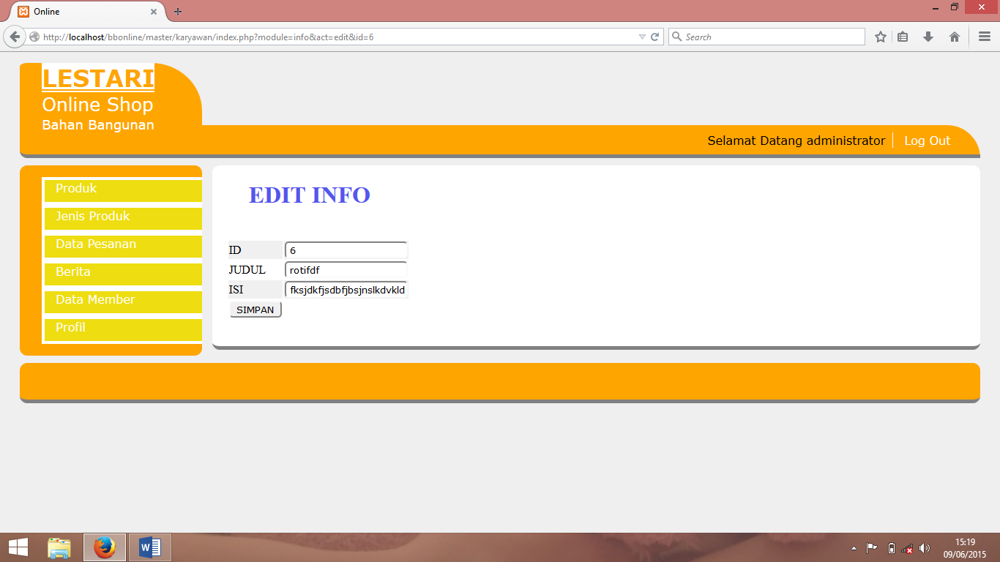 Online
http://localhost/bbonline/master/karyawan/index.php?module=info&act=edit&id=6
Search
LESTARI
Online Shop
Bahan Bangunan
Selamat Datang administrator
Log Out
Produk
Jenis Produk
Data Pesanan
Berita
Data Member
Profil
EDIT INFO
ID 6
JUDUL rotifdf
ISI fksjdkfjsdbfjbsjnslkdvkld
SIMPAN
15:19
09/06/2015